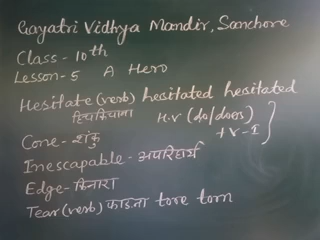 Gayatri Vidhya Mandir, Sanchore
Class - 10th
Lesson - 5 A Hero
Hesitate (verb) hesitated hesitated
हिचकिचाना H.V (do/does) + V - I
Cone - शंकु
Inescapable - अपरिहार्य
Edge - किनारा
Tear (verb) फाड़ना tore torn